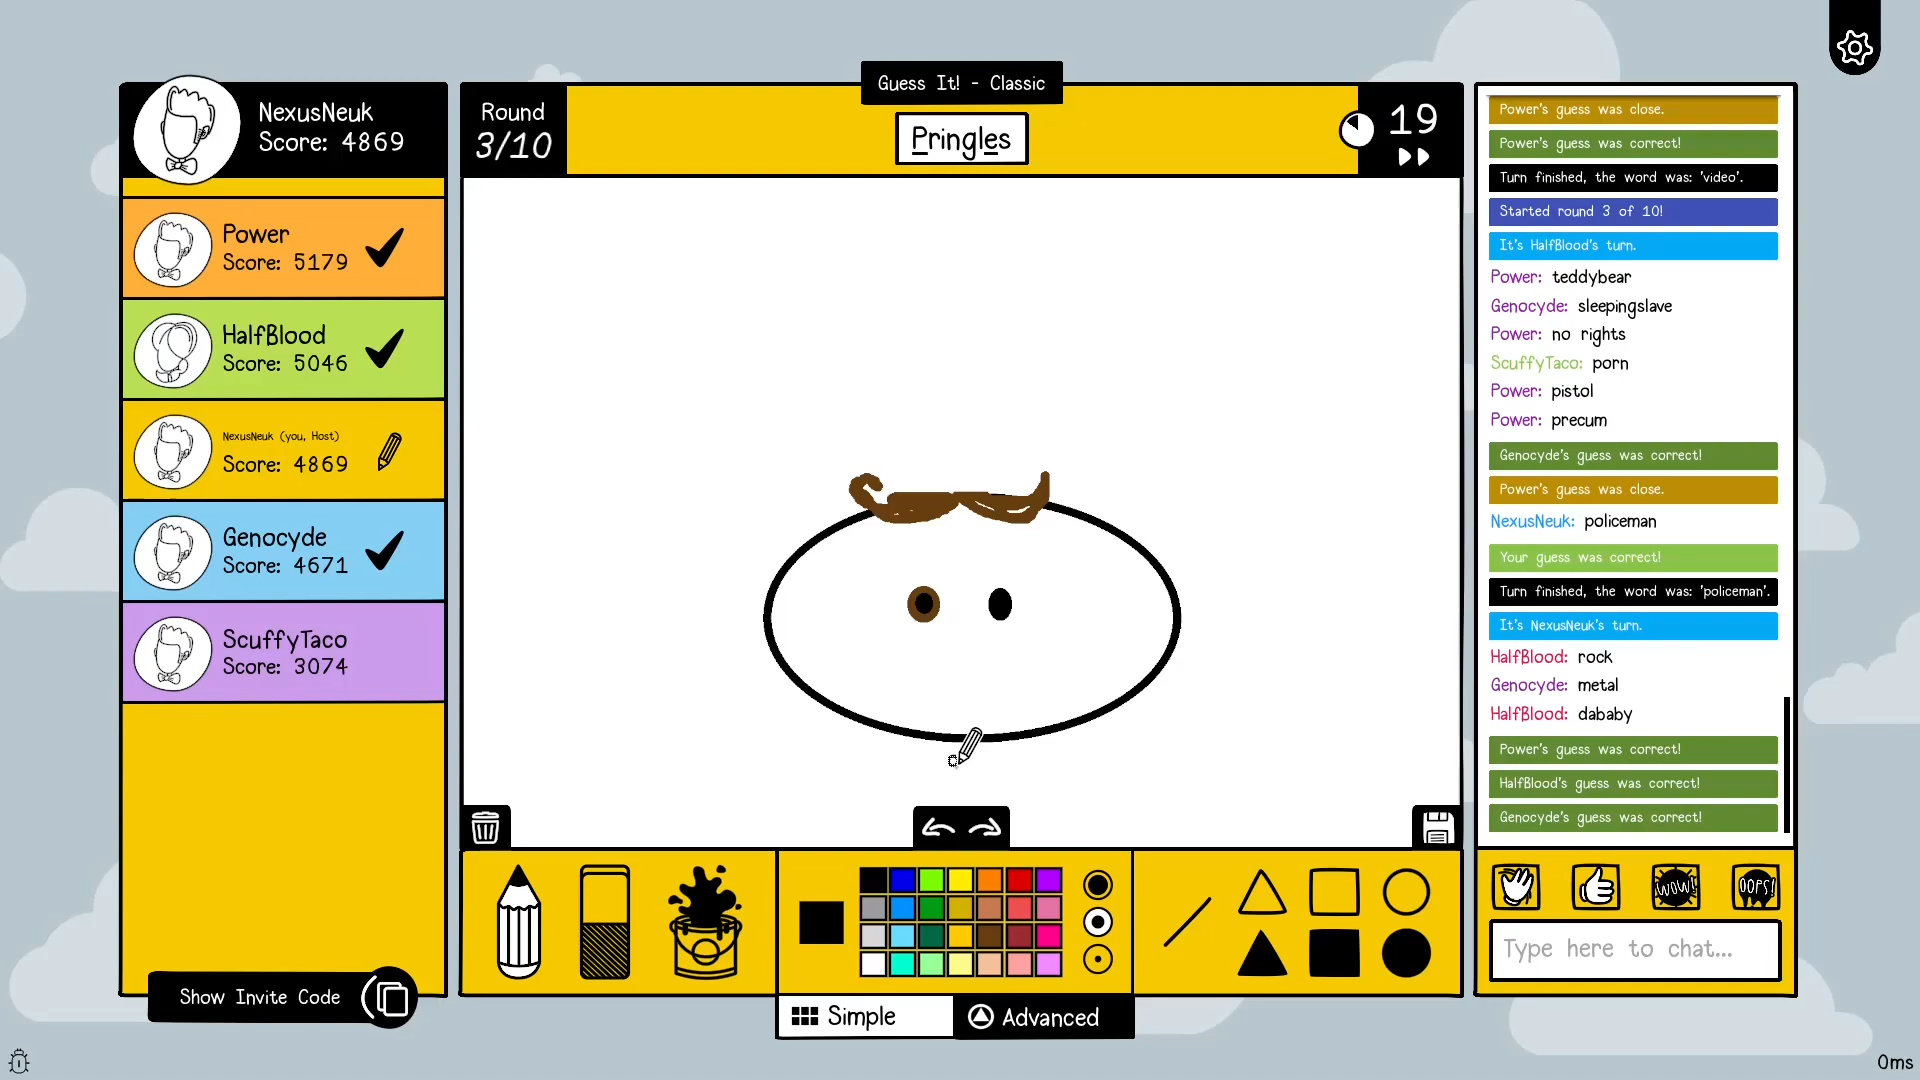 Guess It! - Classic
NexusNeuk
Score: 4869
Round
3/10
Pringles
19
Power
Score: 5179
HalfBlood
Score: 5046
NexusNeuk (you, Host)
Score: 4869
Genocyde
Score: 4671
ScuffyTaco
Score: 3074
Show Invite Code
Simple
Advanced
Power's guess was close.
Power's guess was correct!
Turn finished, the word was: 'video'.
Started round 3 of 10!
It's HalfBlood's turn.
Power: teddybear
Genocyde: sleepingslave
Power: no rights
ScuffyTaco: porn
Power: pistol
Power: precum
Genocyde's guess was correct!
Power's guess was close.
NexusNeuk: policeman
Your guess was correct!
Turn finished, the word was: 'policeman'.
It's NexusNeuk's turn.
HalfBlood: rock
Genocyde: metal
HalfBlood: dababy
Power's guess was correct!
HalfBlood's guess was correct!
Genocyde's guess was correct!
WOW!
OOPS!
Type here to chat...
0ms